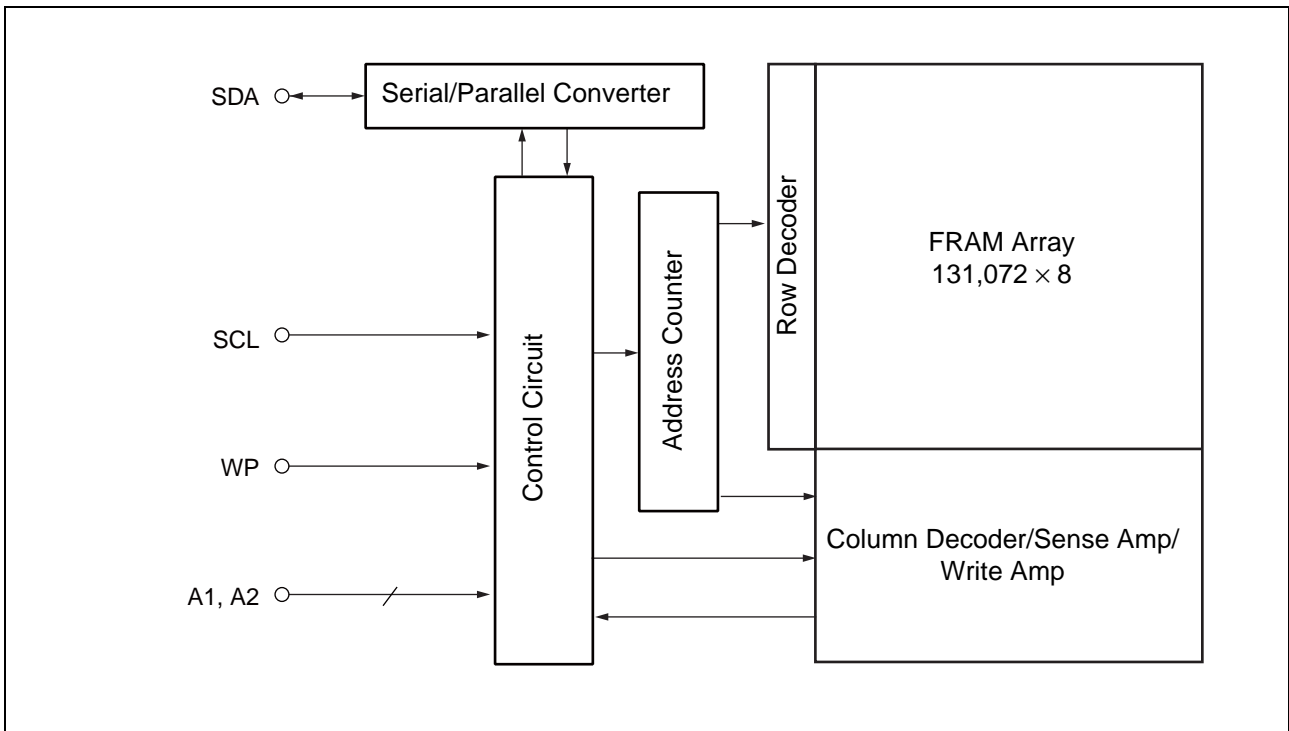 SDA
Serial/Parallel Converter
SCL
WP
A1, A2
Control Circuit
Address Counter
Row Decoder
FRAM Array
131,072 × 8
Column Decoder/Sense Amp/
Write Amp